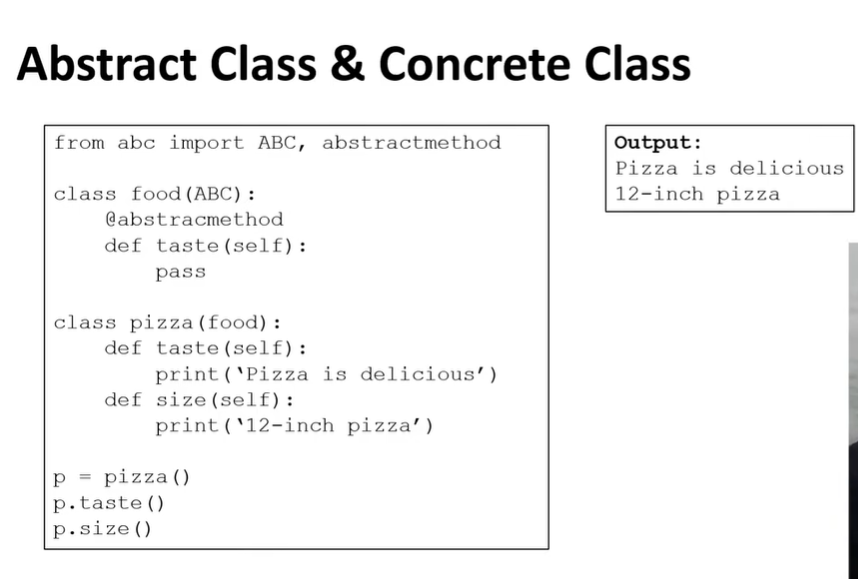 Abstract Class & Concrete Class
from abc import ABC, abstractmethod
class food(ABC):
    @abstracmethod
    def taste(self):
        pass
class pizza(food):
    def taste(self):
        print(‘Pizza is delicious’)
    def size(self):
        print(‘12-inch pizza’)
p = pizza()
p.taste()
p.size()
Output:
Pizza is delicious
12-inch pizza